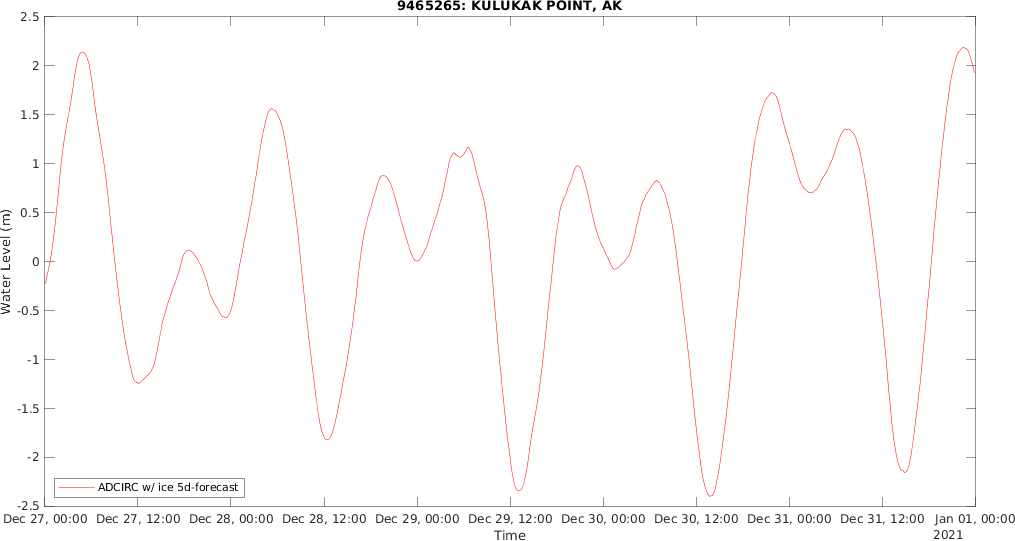 9465265: KULUKAK POINT, AK
Water Level (m)
2.5
2
1.5
1
0.5
0
-0.5
-1
-1.5
-2
-2.5
ADCIRC w/ ice 5d-forecast
Dec 27, 00:00 Dec 27, 12:00 Dec 28, 00:00 Dec 28, 12:00 Dec 29, 00:00 Dec 29, 12:00 Dec 30, 00:00 Dec 30, 12:00 Dec 31, 00:00 Dec 31, 12:00 Jan 01, 00:00
2021
Time